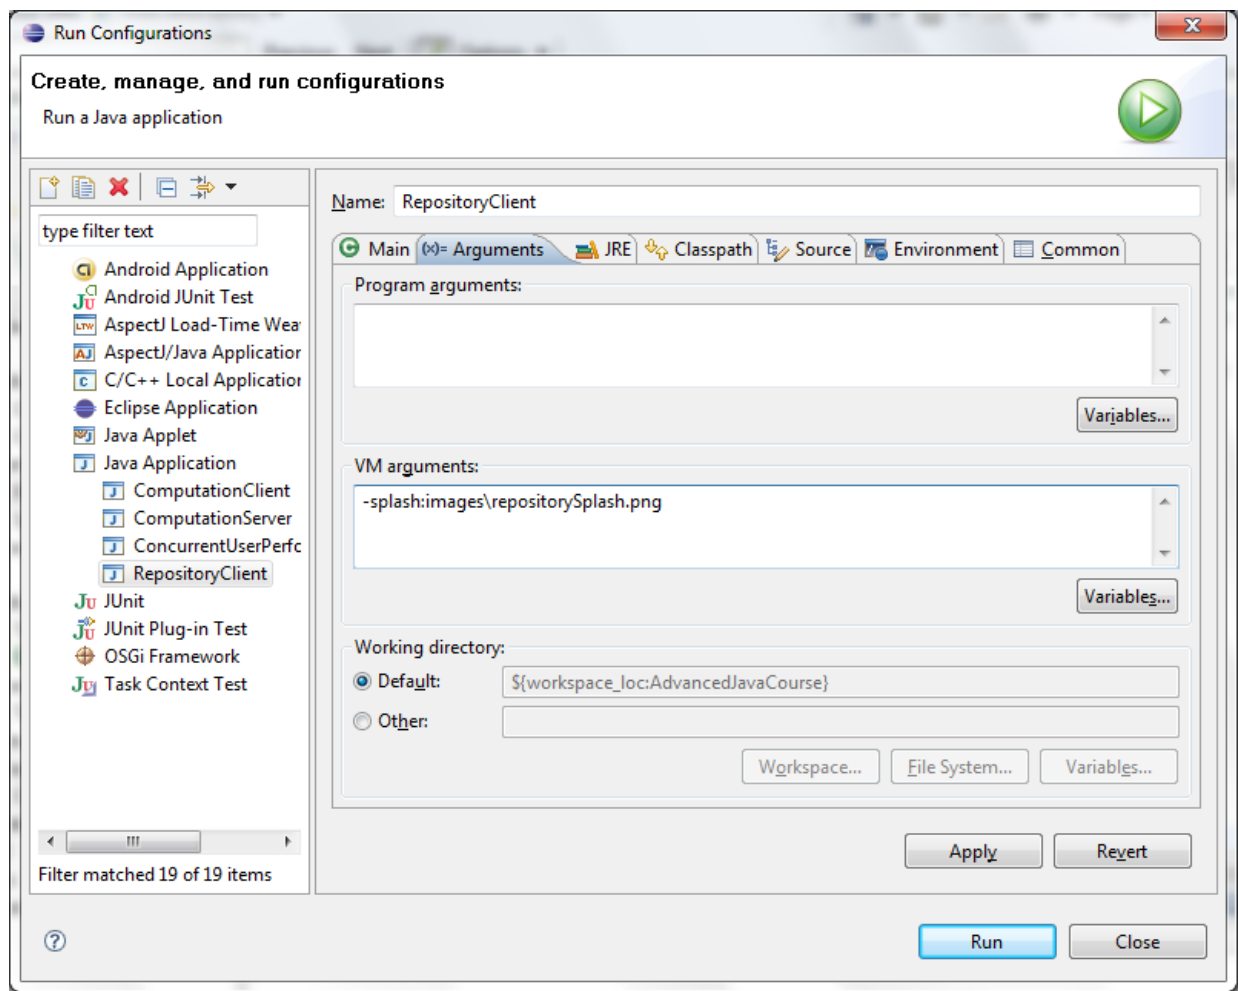 Run Configurations
Create, manage, and run configurations
Run a Java application
type filter text
Android Application
Android JUnit Test
AspectJ Load-Time Wea
AspectJ/Java Application
C/C++ Local Application
Eclipse Application
Java Applet
Java Application
ComputationClient
ComputationServer
ConcurrentUserPerfo
RepositoryClient
JUnit
JUnit Plug-in Test
OSGi Framework
Task Context Test
Filter matched 19 of 19 items
Name: RepositoryClient
Main (x)= Arguments JRE Classpath Source Environment Common
Program arguments:
Variables...
VM arguments:
-splash:images\repositorySplash.png
Variables...
Working directory:
Default: ${workspace_loc:AdvancedJavaCourse}
Other:
Workspace... File System... Variables...
Apply Revert
Run Close